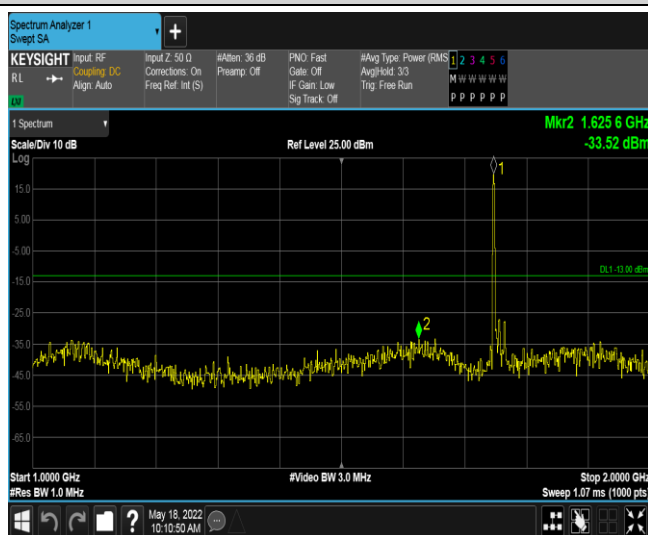 Spectrum Analyzer 1
Swept SA
KEYSIGHT
R L
Input: RF
Coupling: DC
Align: Auto
Input Z: 50 Ω
Corrections: On
Freq Ref: Int (S)
#Atten: 36 dB
Preamp: Off
PNO: Fast
Gate: Off
IF Gain: Low
Sig Track: Off
#Avg Type: Power (RMS
Avg|Hold: 3/3
Trig: Free Run
1 2 3 4 5 6
M W W W W W
P P P P P P
1 Spectrum
Scale/Div 10 dB
Ref Level 25.00 dBm
Mkr2 1.625 6 GHz
-33.52 dBm
Log
15.0
5.00
-5.00
-15.0
-25.0
-35.0
-45.0
-55.0
-65.0
1
DL1 -13.00 dBm
2
Start 1.0000 GHz
#Res BW 1.0 MHz
#Video BW 3.0 MHz
Stop 2.0000 GHz
Sweep 1.07 ms (1000 pts)
?
May 18, 2022
10:10:50 AM